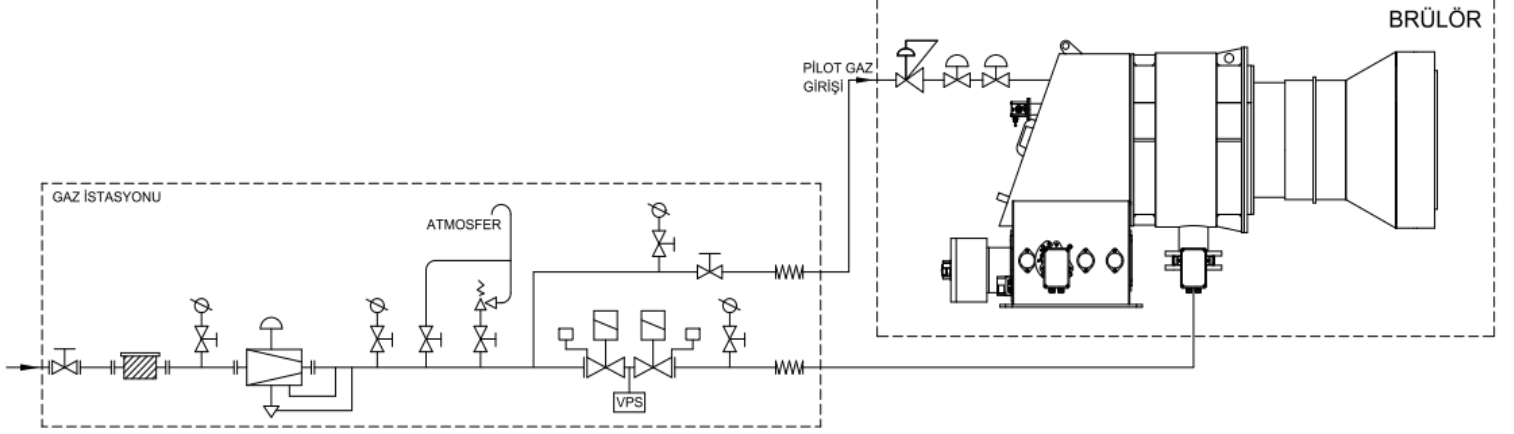 BRÜLÖR
PİLOT GAZ
GİRİŞİ
GAZ İSTASYONU
ATMOSFER
VPS